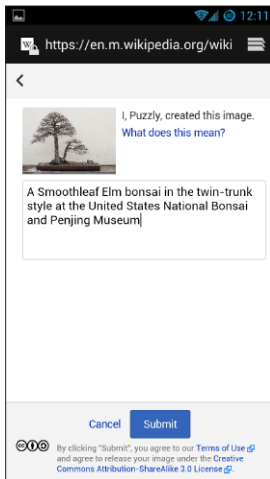 12:11
https://en.m.wikipedia.org/wiki
I, Puzzly, created this image.
What does this mean?
A Smoothleaf Elm bonsai in the twin-trunk
style at the United States National Bonsai
and Penjing Museum
Cancel Submit
By clicking "Submit", you agree to our Terms of Use
and agree to release your image under the Creative
Commons Attribution-ShareAlike 3.0 License